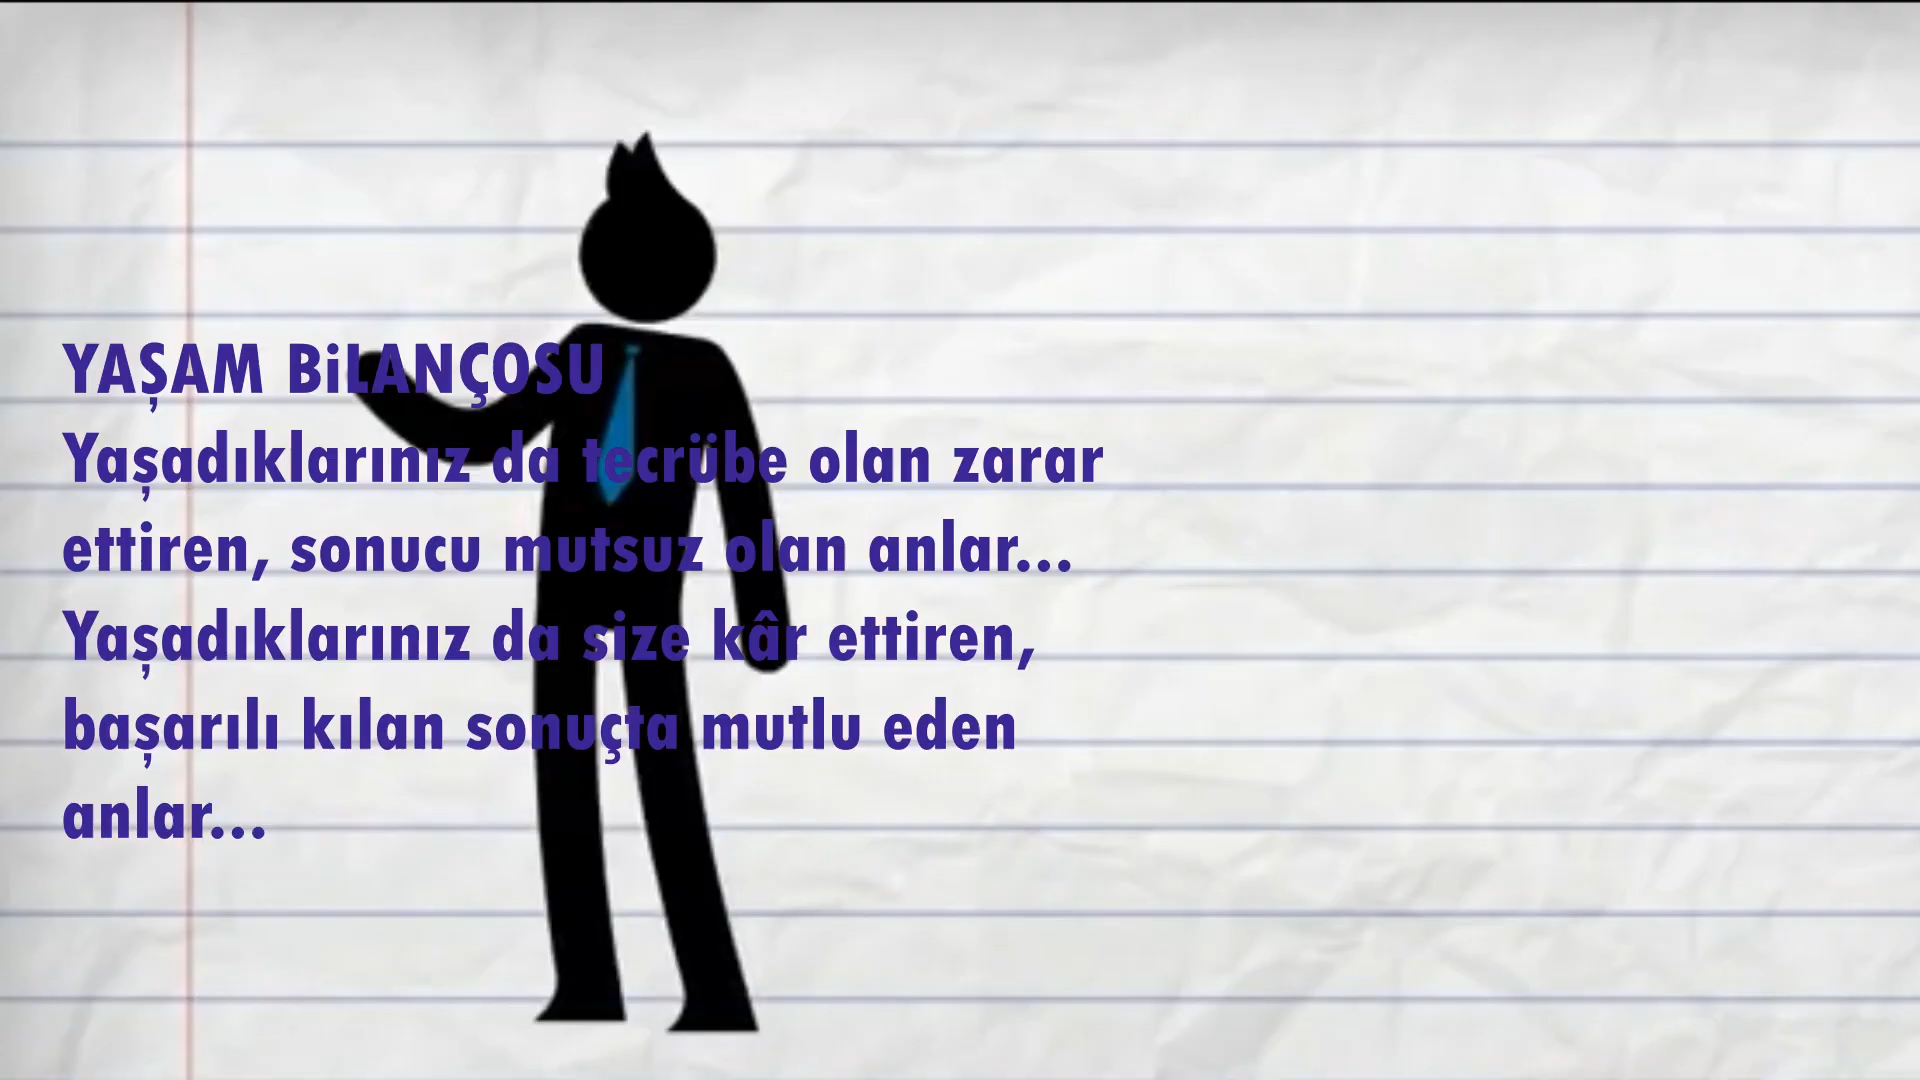 YAŞAM BiLANÇOSU
Yaşadıklarınız da tecrübe olan zarar
ettiren, sonucu mutsuz olan anlar...
Yaşadıklarınız da size kâr ettiren,
başarılı kılan sonuçta mutlu eden
anlar...